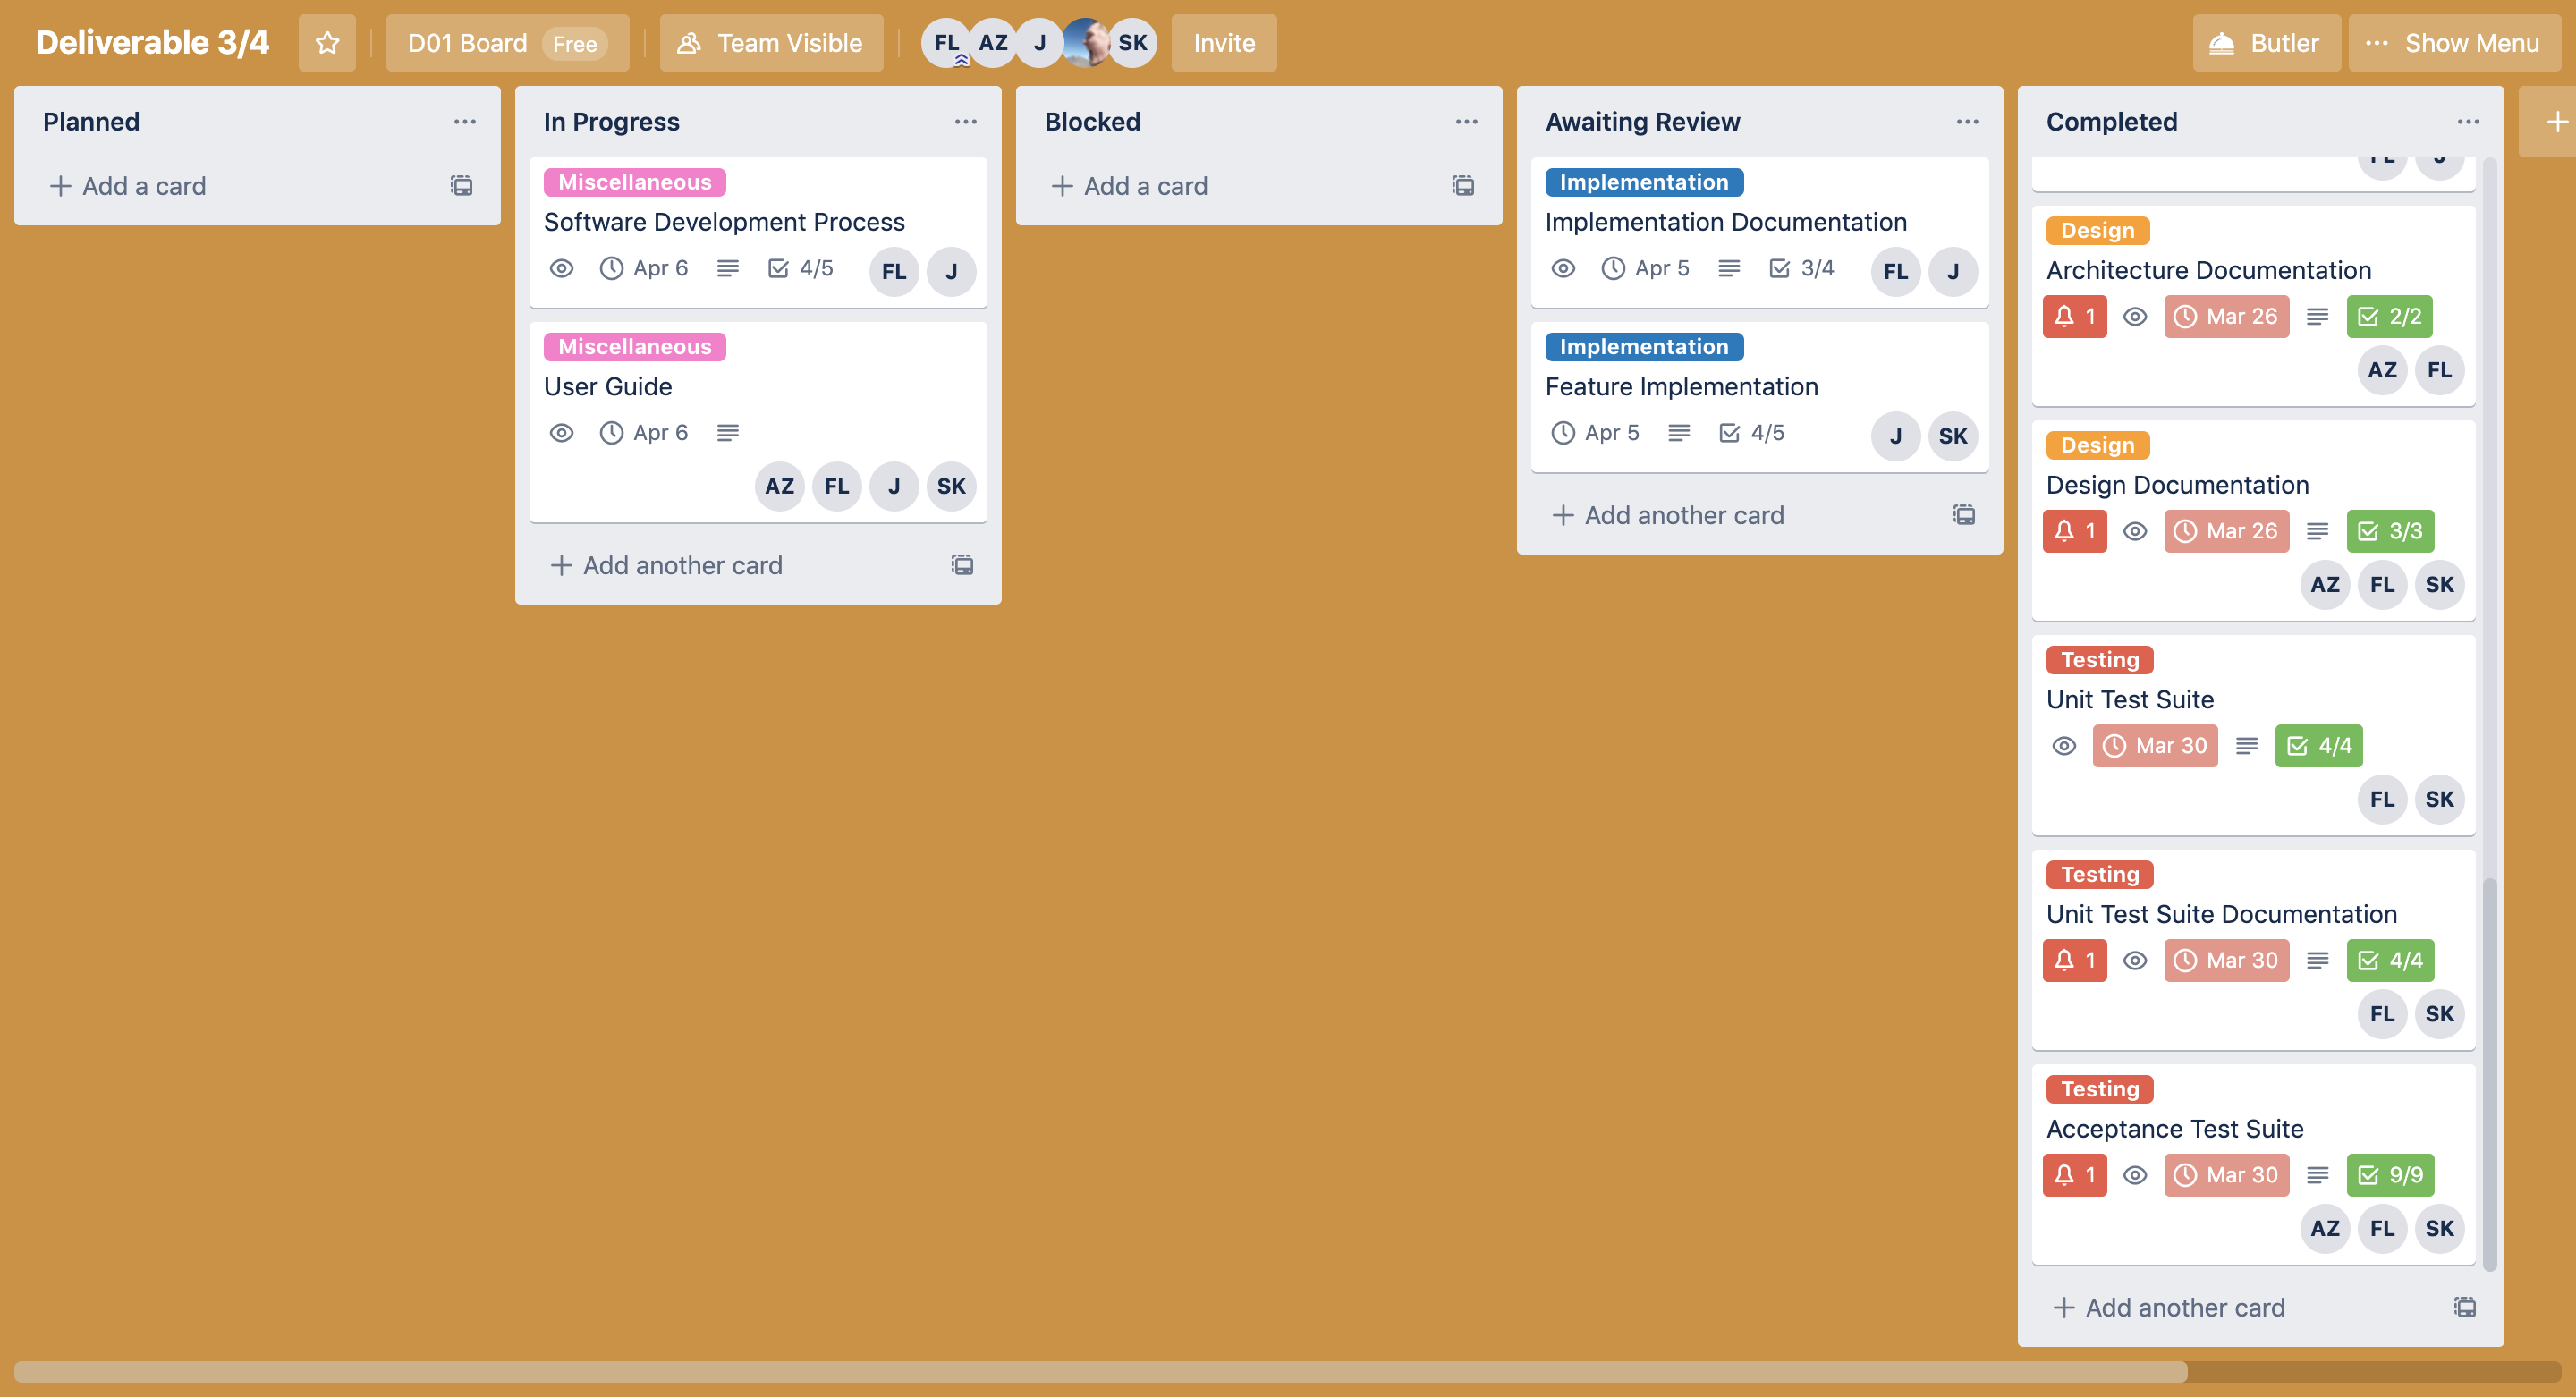 Deliverable 3/4
D01 Board Free
Team Visible
FL AZ J SK
Invite
Butler
Show Menu
Planned
Add a card
In Progress
Miscellaneous
Software Development Process
Apr 6 4/5 FL J
Miscellaneous
User Guide
Apr 6
AZ FL J SK
Add another card
Blocked
Add a card
Awaiting Review
Implementation
Implementation Documentation
Apr 5 3/4 FL J
Implementation
Feature Implementation
Apr 5 4/5 J SK
Add another card
Completed
FL J
Design
Architecture Documentation
1 Mar 26 2/2
AZ FL
Design
Design Documentation
1 Mar 26 3/3
AZ FL SK
Testing
Unit Test Suite
Mar 30 4/4
FL SK
Testing
Unit Test Suite Documentation
1 Mar 30 4/4
FL SK
Testing
Acceptance Test Suite
1 Mar 30 9/9
AZ FL SK
Add another card